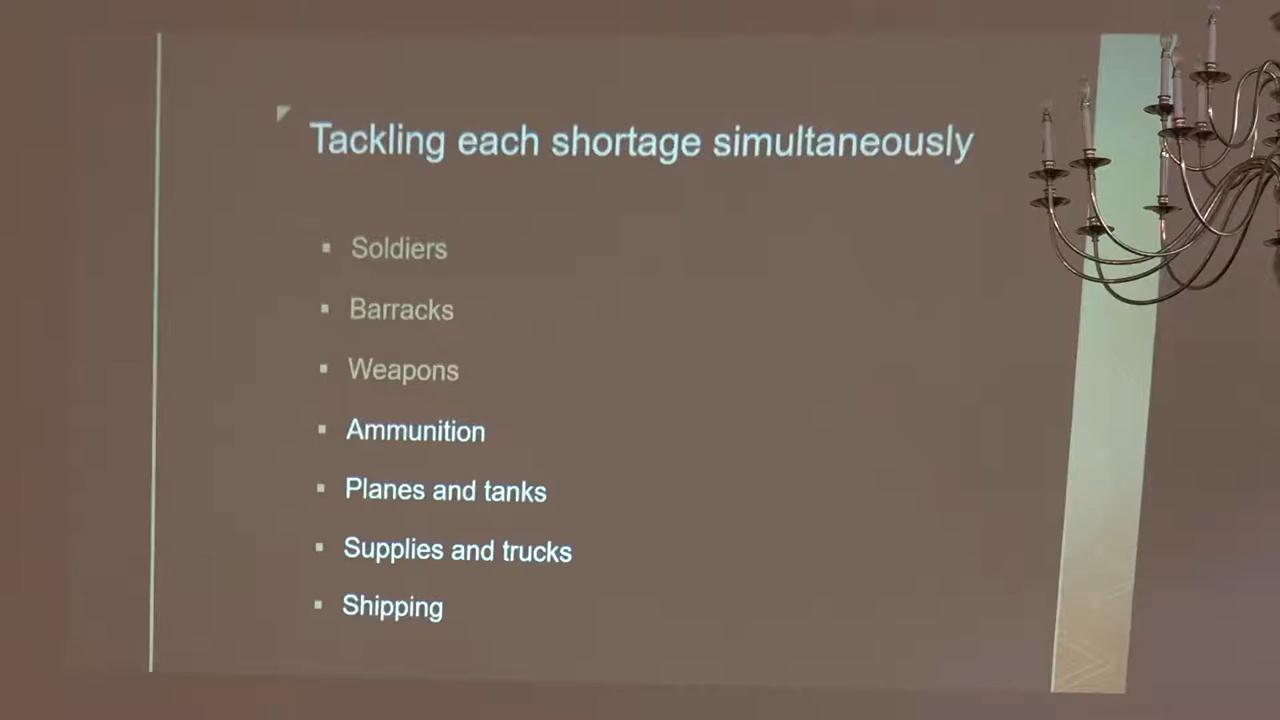 Tackling each shortage simultaneously
▪ Soldiers
▪ Barracks
▪ Weapons
▪ Ammunition
▪ Planes and tanks
▪ Supplies and trucks
▪ Shipping